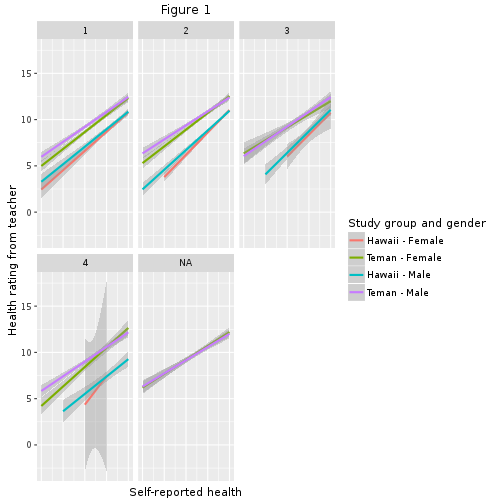 Figure 1
1
2
3
15
10
5
0
4
NA
15
10
5
0
Health rating from teacher
Self-reported health
Study group and gender
Hawaii - Female
Teman - Female
Hawaii - Male
Teman - Male